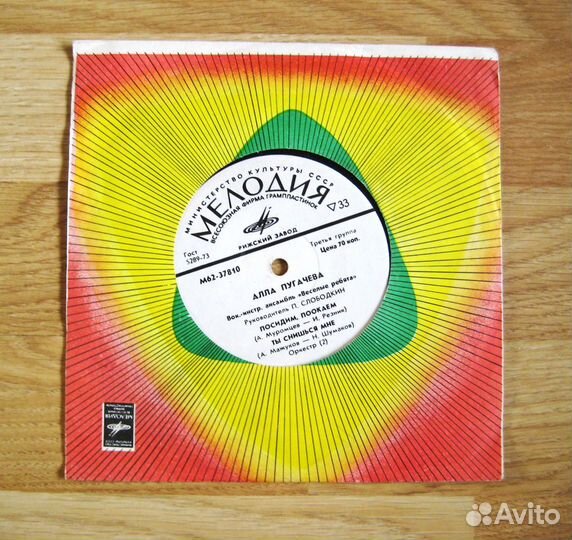 МИНИСТЕРСТВО КУЛЬТУРЫ СССР
МЕЛОДИЯ
ВСЕСОЮЗНАЯ ФИРМА ГРАМПЛАСТИНОК
▽33
РИЖСКИЙ ЗАВОД
Гост
5289-73
Третья группа
Цена 70 коп.
М62-37810
АЛЛА ПУГАЧЕВА
Вок.-инстр. ансамбль «Веселые ребята»
Руководитель П. СЛОБОДКИН
ПОСИДИМ, ПООКАЕМ
(А. Муромцев — И. Резник)
ТЫ СНИШЬСЯ МНЕ
(А. Мажуков — Н. Шумаков)
Оркестр (2)
МЕЛОДИЯ
Avito